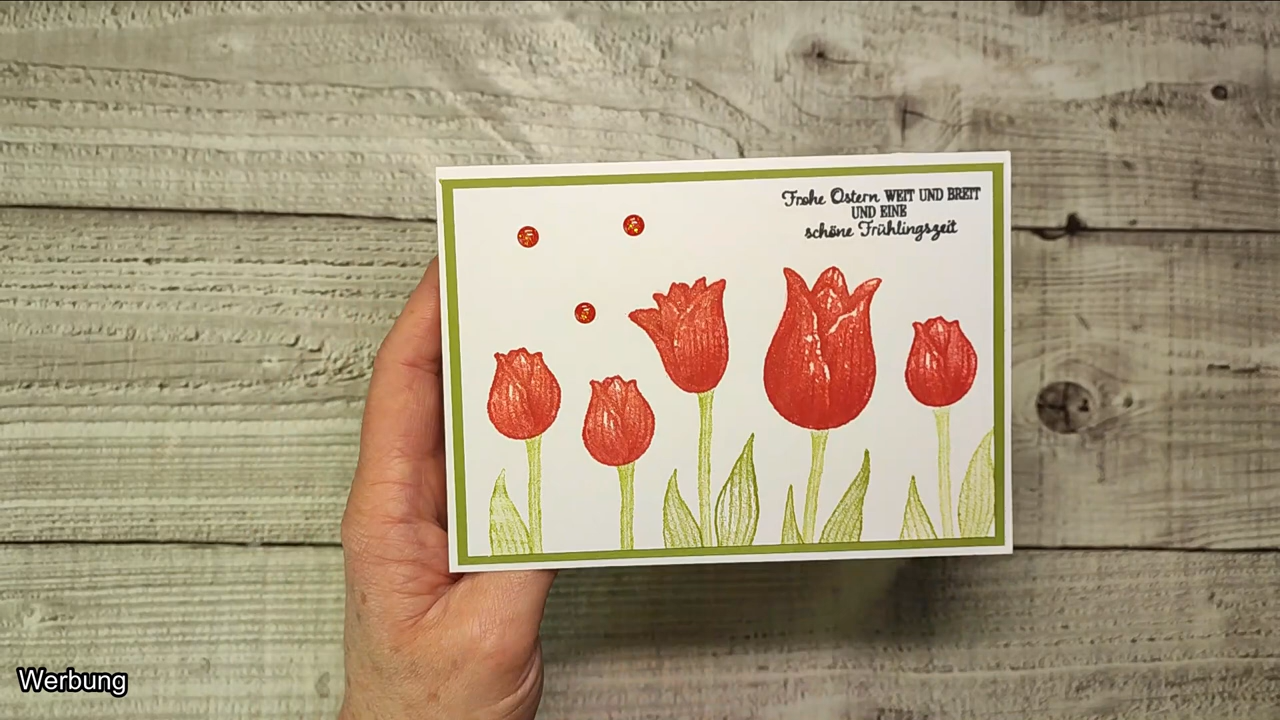 Frohe Ostern WEIT UND BREIT
UND EINE
schöne Frühlingszeit
Werbung